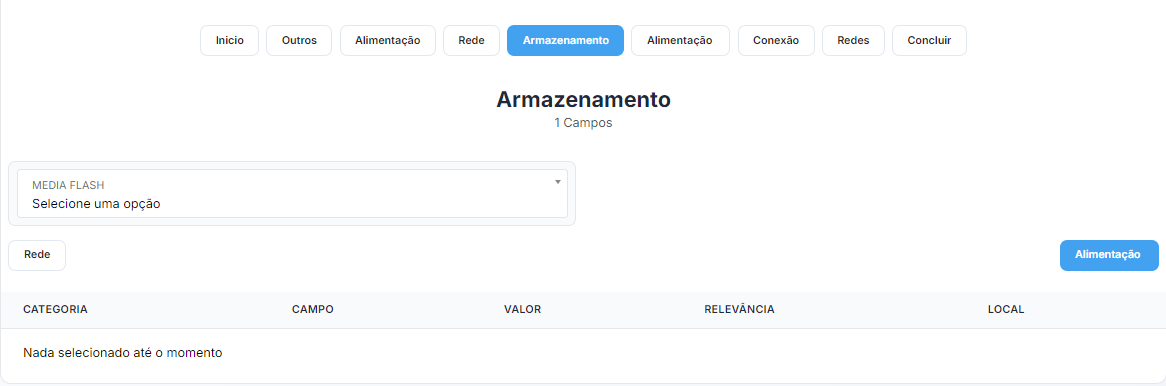 Inicio Outros Alimentação Rede Armazenamento Alimentação Conexão Redes Concluir
Armazenamento
1 Campos
MEDIA FLASH
Selecione uma opção
Rede Alimentação
CATEGORIA CAMPO VALOR RELEVÂNCIA LOCAL
Nada selecionado até o momento